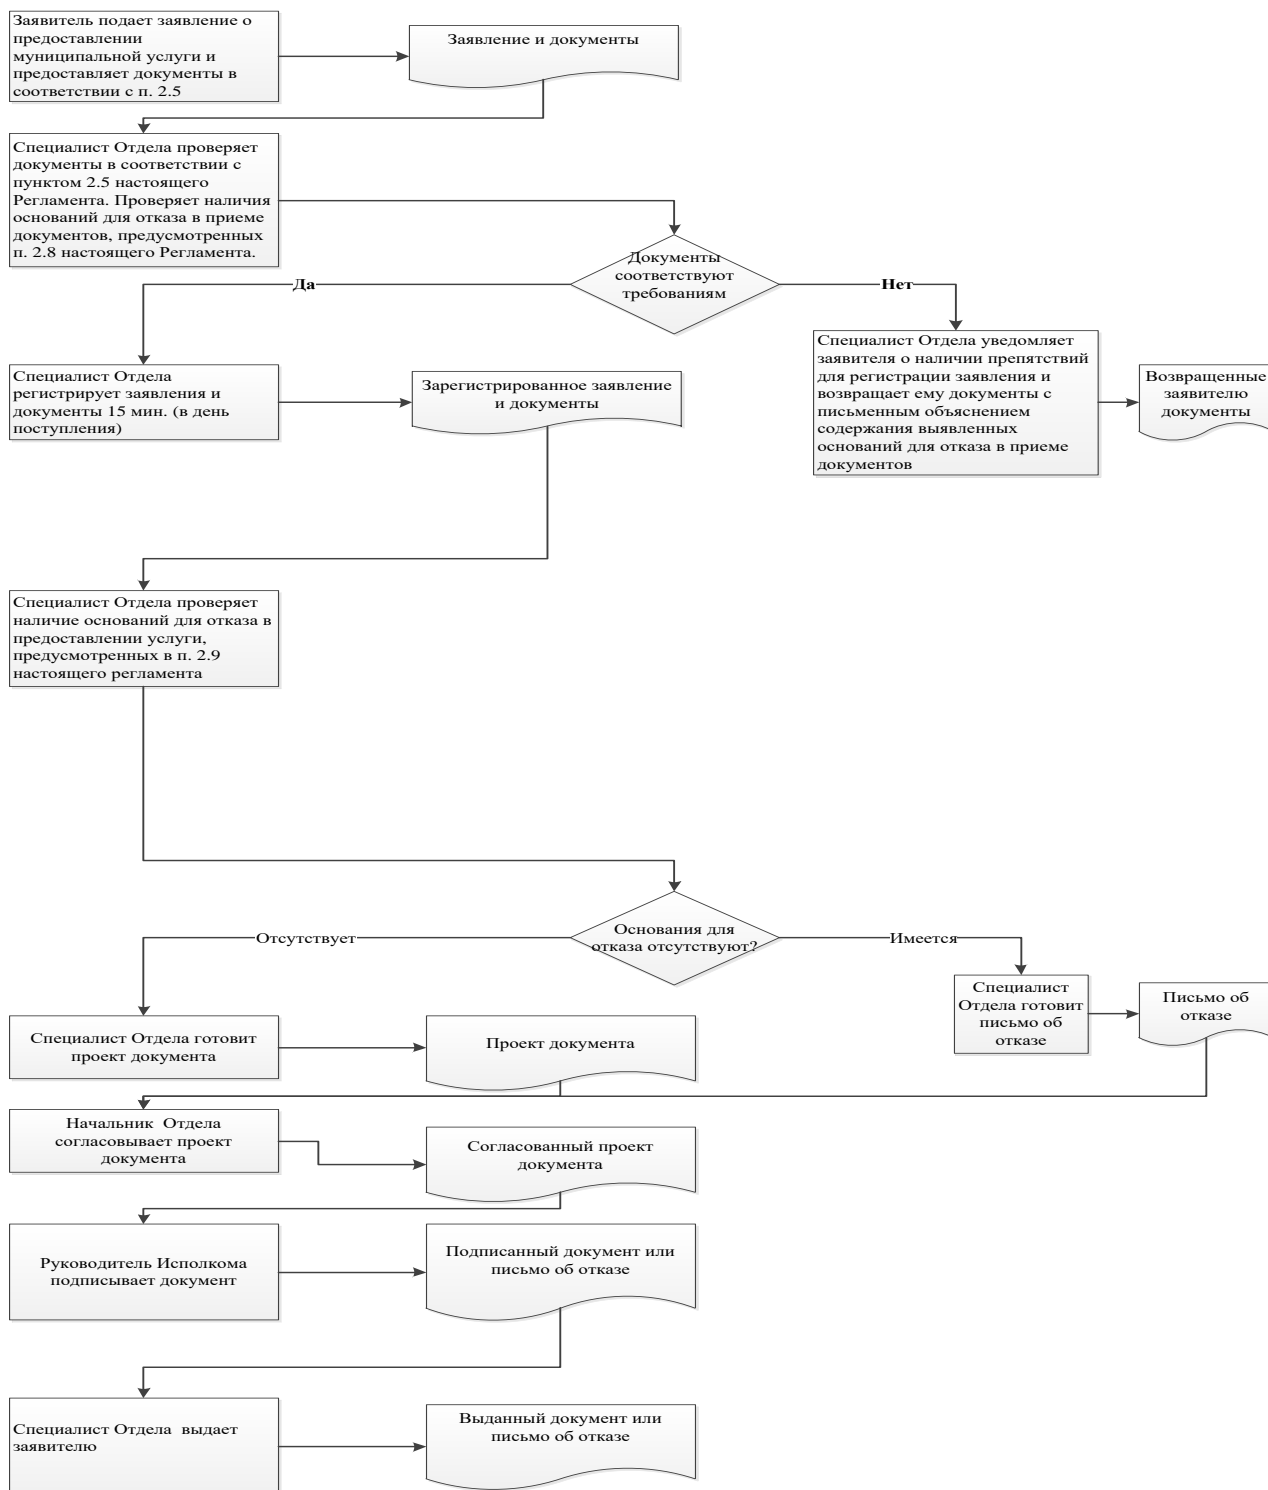 Заявитель подает заявление о
предоставлении
муниципальной услуги и
предоставляет документы в
соответствии с п. 2.5
Заявление и документы
Специалист Отдела проверяет
документы в соответствии с
пунктом 2.5 настоящего
Регламента. Проверяет наличия
оснований для отказа в приеме
документов, предусмотренных
п. 2.8 настоящего Регламента.
Документы
соответствуют
требованиям
Да
Нет
Специалист Отдела
регистрирует заявления и
документы 15 мин. (в день
поступления)
Зарегистрированное заявление
и документы
Специалист Отдела уведомляет
заявителя о наличии препятствий
для регистрации заявления и
возвращает ему документы с
письменным объяснением
содержания выявленных
оснований для отказа в приеме
документов
Возвращенные
заявителю
документы
Специалист Отдела проверяет
наличие оснований для отказа в
предоставлении услуги,
предусмотренных в п. 2.9
настоящего регламента
Основания для
отказа отсутствуют?
Отсутствует
Имеется
Специалист
Отдела готовит
письмо об
отказе
Письмо об
отказе
Специалист Отдела готовит
проект документа
Проект документа
Начальник  Отдела
согласовывает проект
документа
Согласованный проект
документа
Руководитель Исполкома
подписывает документ
Подписанный документ или
письмо об отказе
Специалист Отдела  выдает
заявителю
Выданный документ или
письмо об отказе